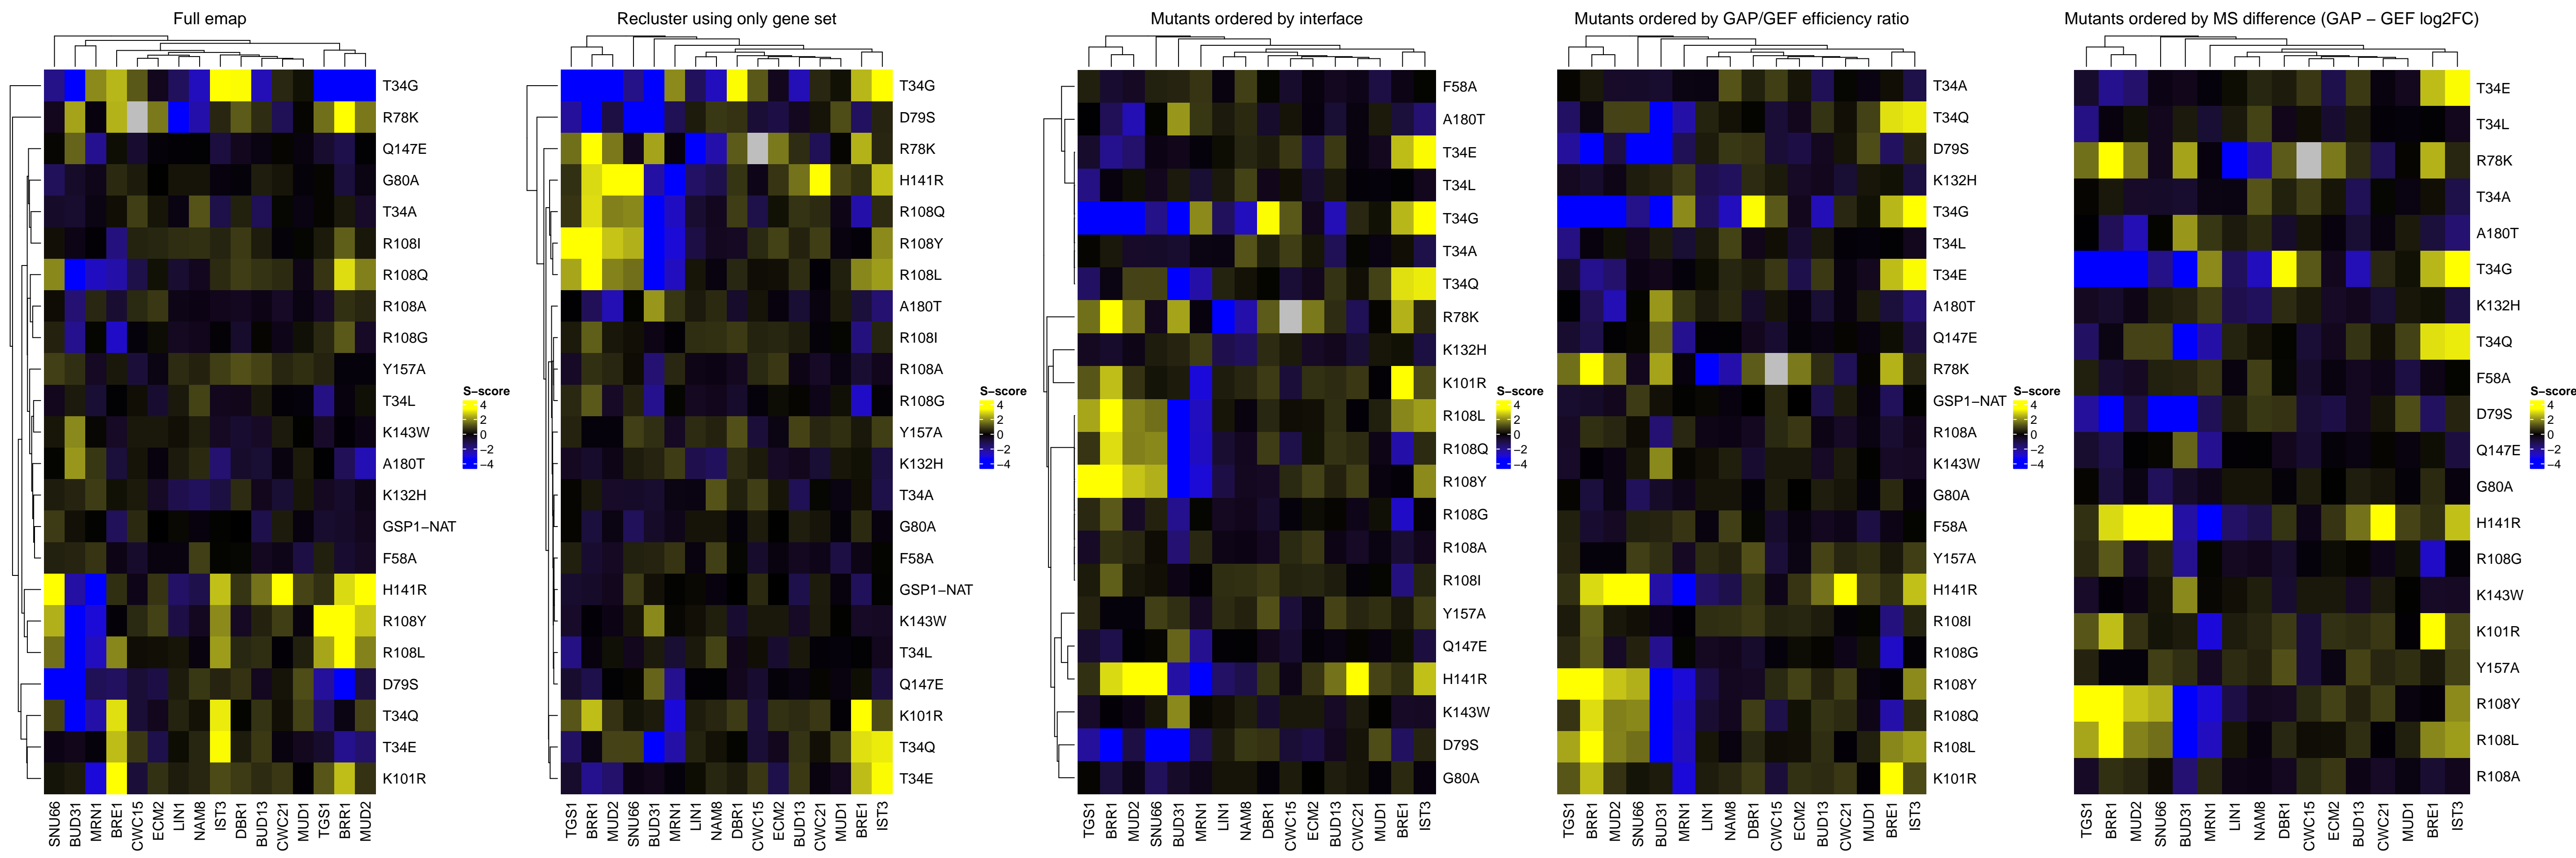 Full emap
T34G
R78K
Q147E
G80A
T34A
R108I
R108Q
R108A
R108G
Y157A
T34L
K143W
A180T
K132H
GSP1−NAT
F58A
H141R
R108Y
R108L
D79S
T34Q
T34E
K101R
SNU66
BUD31
MRN1
BRE1
CWC15
ECM2
LIN1
NAM8
IST3
DBR1
BUD13
CWC21
MUD1
TGS1
BRR1
MUD2
S−score
4
2
0
−2
−4
Recluster using only gene set
T34G
D79S
R78K
H141R
R108Q
R108Y
R108L
A180T
R108I
R108A
R108G
Y157A
K132H
T34A
G80A
F58A
GSP1−NAT
K143W
T34L
Q147E
K101R
T34Q
T34E
TGS1
BRR1
MUD2
SNU66
BUD31
MRN1
LIN1
NAM8
DBR1
CWC15
ECM2
BUD13
CWC21
MUD1
BRE1
IST3
S−score
4
2
0
−2
−4
Mutants ordered by interface
F58A
A180T
T34E
T34L
T34G
T34A
T34Q
R78K
K132H
K101R
R108L
R108Q
R108Y
R108G
R108A
R108I
Y157A
Q147E
H141R
K143W
D79S
G80A
TGS1
BRR1
MUD2
SNU66
BUD31
MRN1
LIN1
NAM8
DBR1
CWC15
ECM2
BUD13
CWC21
MUD1
BRE1
IST3
S−score
4
2
0
−2
−4
Mutants ordered by GAP/GEF efficiency ratio
T34A
T34Q
D79S
K132H
T34G
T34L
T34E
A180T
Q147E
R78K
GSP1−NAT
R108A
K143W
G80A
F58A
Y157A
H141R
R108I
R108G
R108Y
R108Q
R108L
K101R
TGS1
BRR1
MUD2
SNU66
BUD31
MRN1
LIN1
NAM8
DBR1
CWC15
ECM2
BUD13
CWC21
MUD1
BRE1
IST3
S−score
4
2
0
−2
−4
Mutants ordered by MS difference (GAP − GEF log2FC)
T34E
T34L
R78K
T34A
A180T
T34G
K132H
T34Q
F58A
D79S
Q147E
G80A
H141R
R108G
K143W
K101R
Y157A
R108Y
R108L
R108A
TGS1
BRR1
MUD2
SNU66
BUD31
MRN1
LIN1
NAM8
DBR1
CWC15
ECM2
BUD13
CWC21
MUD1
BRE1
IST3
S−score
4
2
0
−2
−4